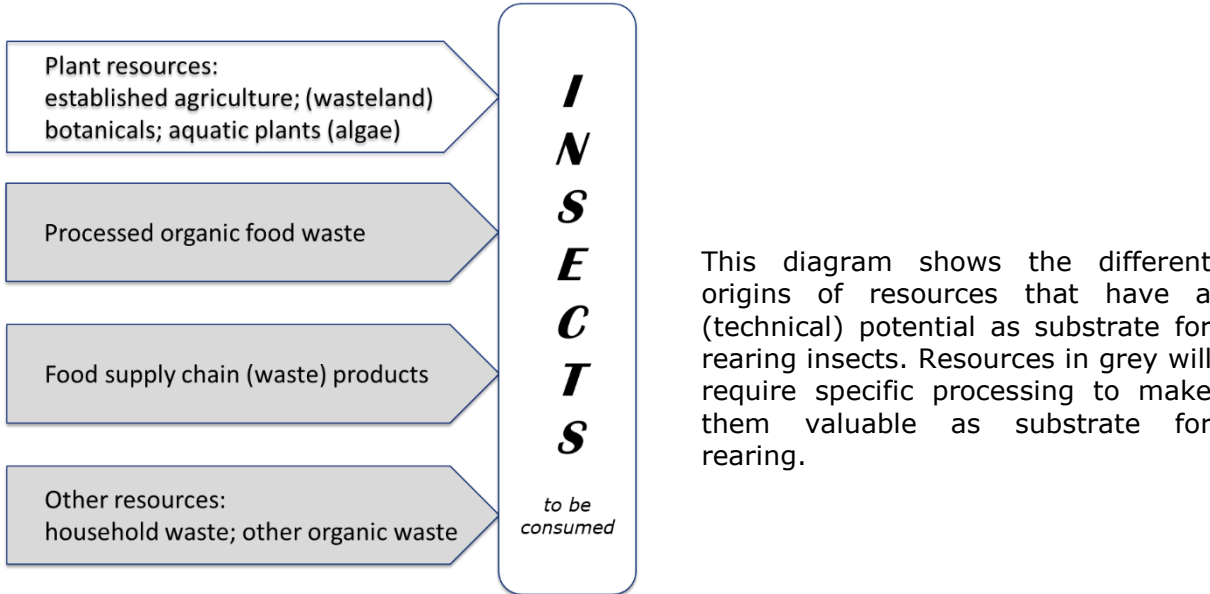 Plant resources:
established agriculture; (wasteland)
botanicals; aquatic plants (algae)
Processed organic food waste
Food supply chain (waste) products
Other resources:
household waste; other organic waste
I
N
S
E
C
T
S
to be
consumed
This diagram shows the different
origins of resources that have a
(technical) potential as substrate for
rearing insects. Resources in grey will
require specific processing to make
them valuable as substrate for
rearing.